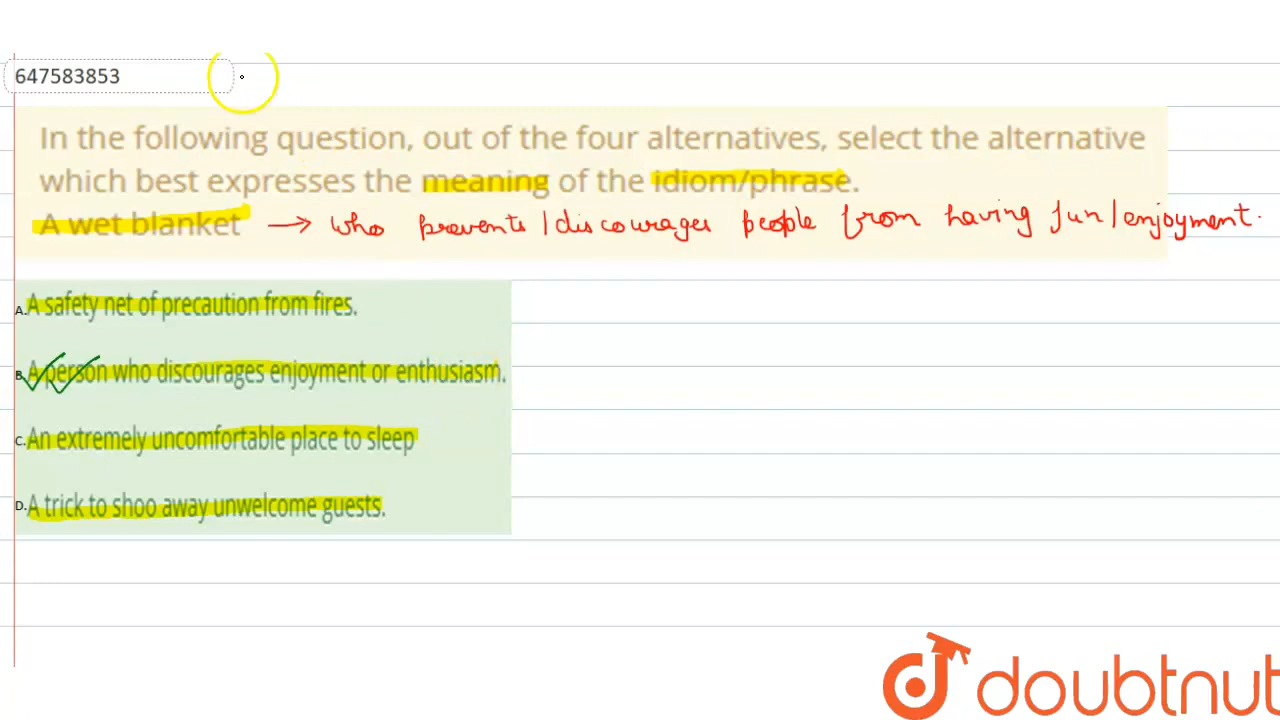 647583853
In the following question, out of the four alternatives, select the alternative
which best expresses the meaning of the idiom/phrase.
A wet blanket → who prevents/discourages people from having fun/enjoyment.
A. A safety net of precaution from fires.
B. A person who discourages enjoyment or enthusiasm.
C. An extremely uncomfortable place to sleep
D. A trick to shoo away unwelcome guests.
doubtnut